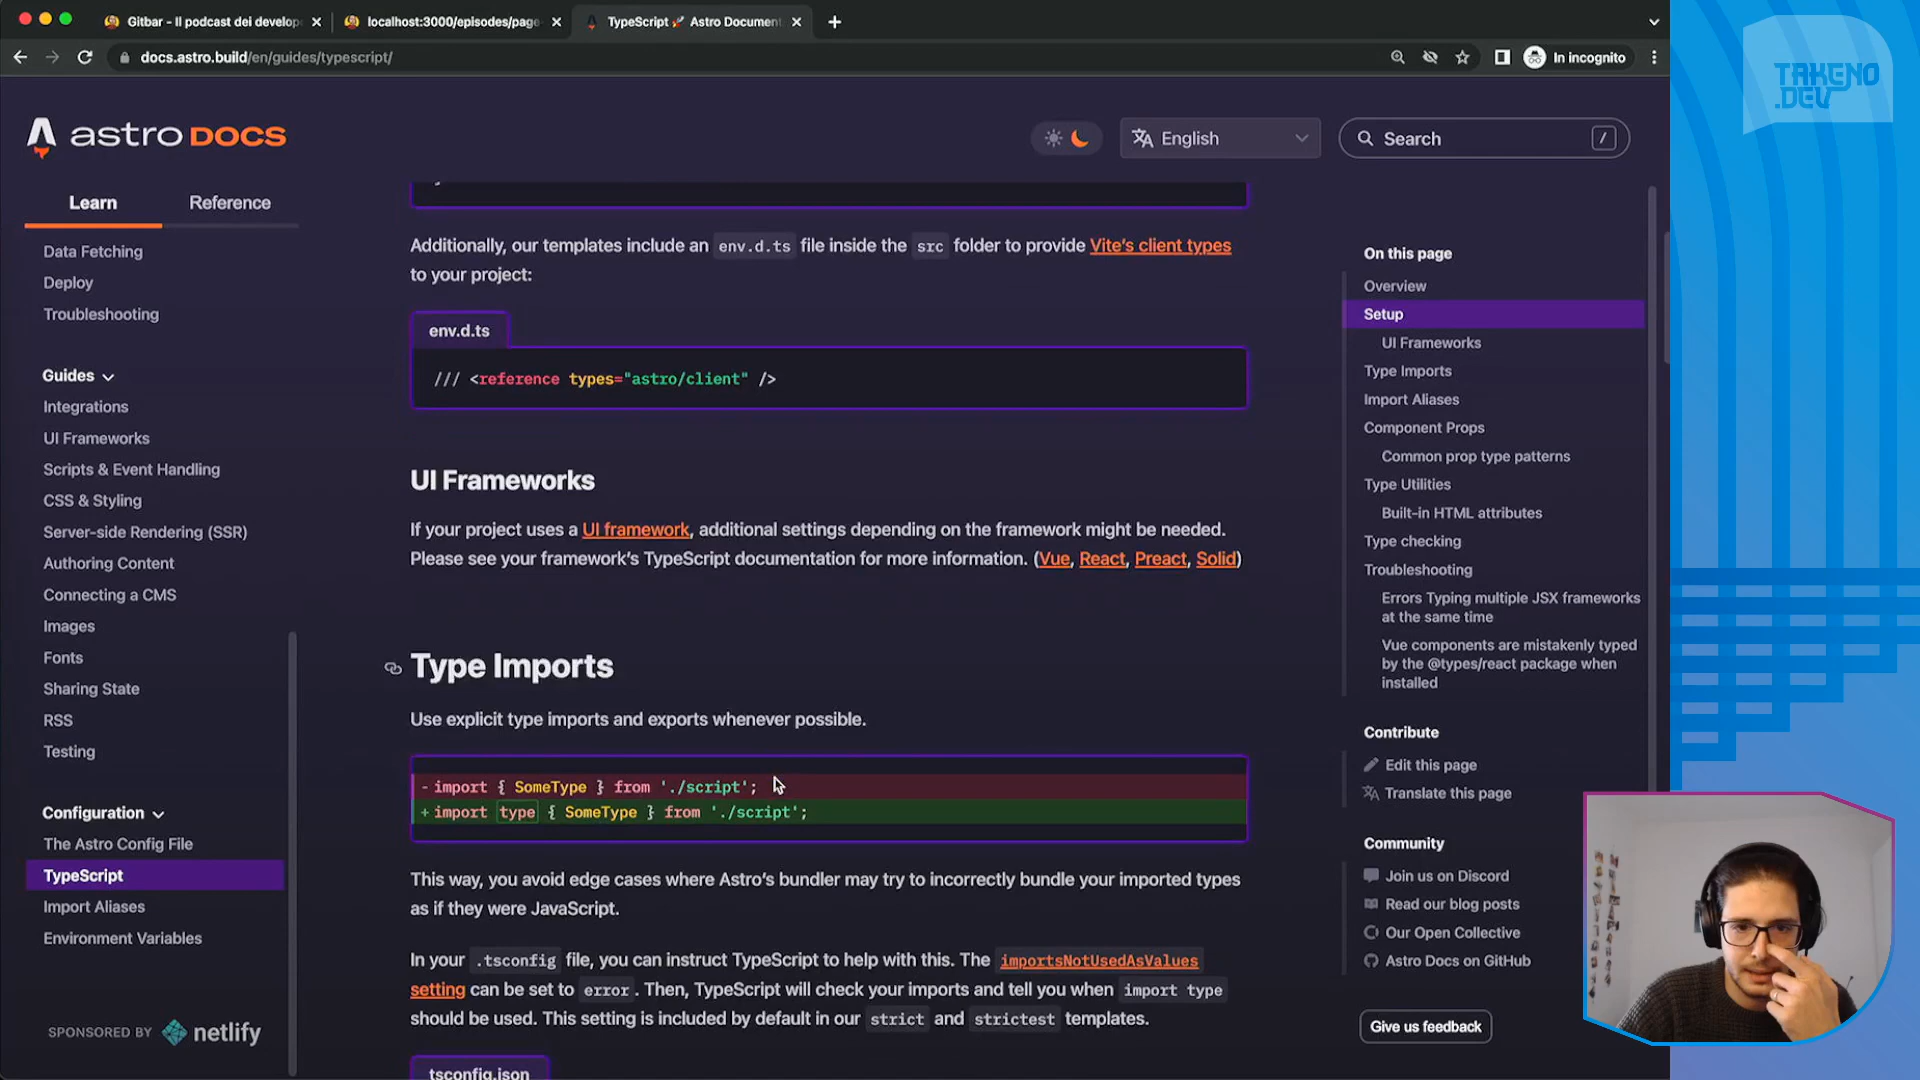 Gitbar - Il podcast dei develop
localhost:3000/episodes/page-
TypeScript 🚀 Astro Documen
docs.astro.build/en/guides/typescript/
In incognito
TAKENO
.DEV
astro DOCS
English
Search
/
Learn
Reference
Data Fetching
Deploy
Troubleshooting
Guides
Integrations
UI Frameworks
Scripts & Event Handling
CSS & Styling
Server-side Rendering (SSR)
Authoring Content
Connecting a CMS
Images
Fonts
Sharing State
RSS
Testing
Configuration
The Astro Config File
TypeScript
Import Aliases
Environment Variables
SPONSORED BY netlify
Additionally, our templates include an env.d.ts file inside the src folder to provide Vite's client types
to your project:
env.d.ts
/// <reference types="astro/client" />
UI Frameworks
If your project uses a UI framework, additional settings depending on the framework might be needed.
Please see your framework's TypeScript documentation for more information. (Vue, React, Preact, Solid)
Type Imports
Use explicit type imports and exports whenever possible.
- import { SomeType } from './script';
+ import type { SomeType } from './script';
This way, you avoid edge cases where Astro's bundler may try to incorrectly bundle your imported types
as if they were JavaScript.
In your .tsconfig file, you can instruct TypeScript to help with this. The importsNotUsedAsValues
setting can be set to error. Then, TypeScript will check your imports and tell you when import type
should be used. This setting is included by default in our strict and strictest templates.
tsconfig.json
On this page
Overview
Setup
UI Frameworks
Type Imports
Import Aliases
Component Props
Common prop type patterns
Type Utilities
Built-in HTML attributes
Type checking
Troubleshooting
Errors Typing multiple JSX frameworks
at the same time
Vue components are mistakenly typed
by the @types/react package when
installed
Contribute
Edit this page
Translate this page
Community
Join us on Discord
Read our blog posts
Our Open Collective
Astro Docs on GitHub
Give us feedback